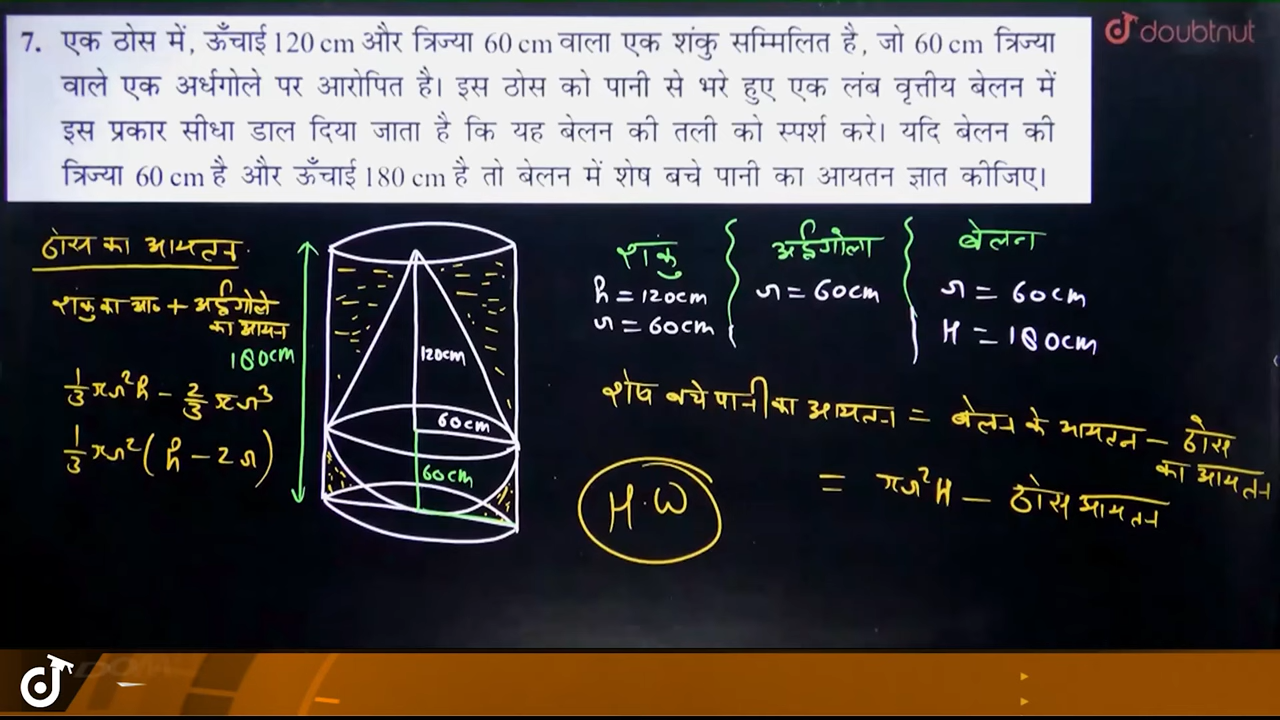 7. एक ठोस में, ऊँचाई 120 cm और त्रिज्या 60 cm वाला एक शंकु सम्मिलित है, जो 60 cm त्रिज्या
वाले एक अर्धगोले पर आरोपित है। इस ठोस को पानी से भरे हुए एक लंब वृत्तीय बेलन में
इस प्रकार सीधा डाल दिया जाता है कि यह बेलन की तली को स्पर्श करे। यदि बेलन की
त्रिज्या 60 cm है और ऊँचाई 180 cm है तो बेलन में शेष बचे पानी का आयतन ज्ञात कीजिए।
doubtnut
ठोस का आयतन
शंकु का आ० + अर्द्धगोले
का आयतन
180cm
1/3 πr²h - 2/3 πr³
1/3 πr² (h - 2r)
120cm
60cm
60cm
शंकु
h = 120cm
r = 60cm
अर्द्धगोला
r = 60cm
बेलन
r = 60cm
H = 180cm
शेष बचे पानी का आयतन = बेलन के आयतन - ठोस
का आयतन
= πr²H - ठोस आयतन
H.W